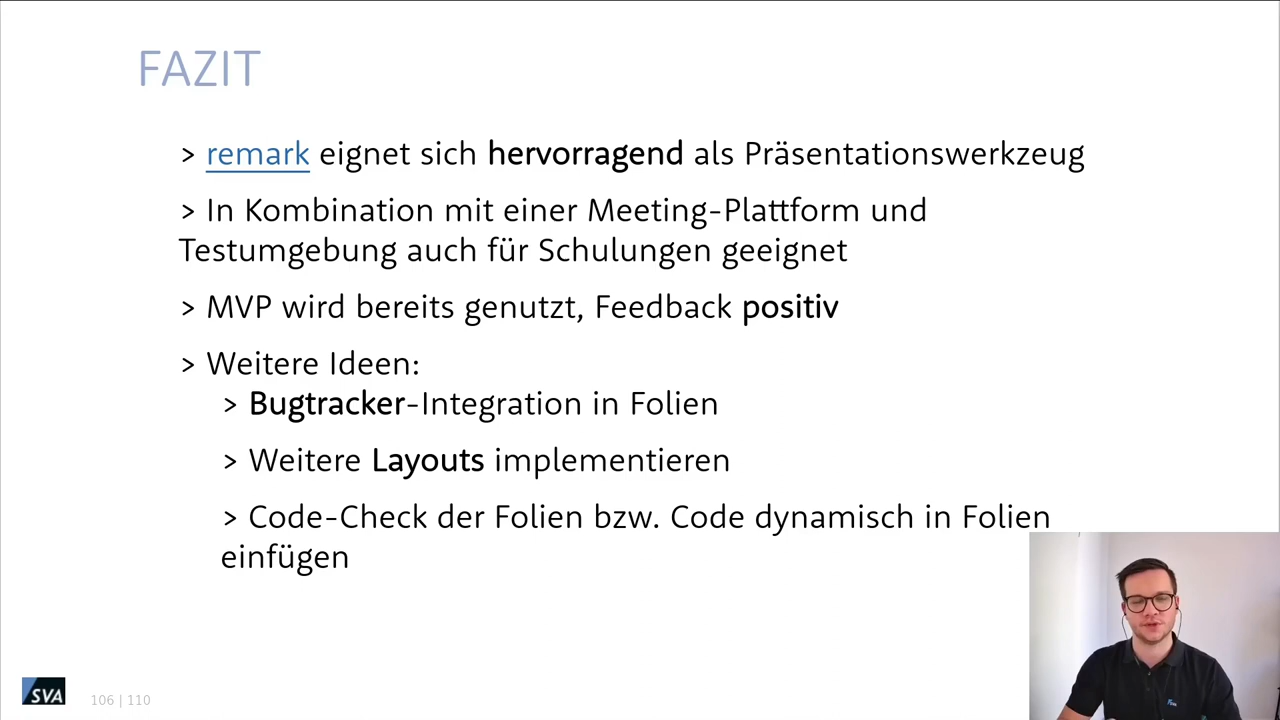 FAZIT
> remark eignet sich hervorragend als Präsentationswerkzeug
> In Kombination mit einer Meeting-Plattform und
Testumgebung auch für Schulungen geeignet
> MVP wird bereits genutzt, Feedback positiv
> Weitere Ideen:
> Bugtracker-Integration in Folien
> Weitere Layouts implementieren
> Code-Check der Folien bzw. Code dynamisch in Folien
einfügen
SVA
106 | 110